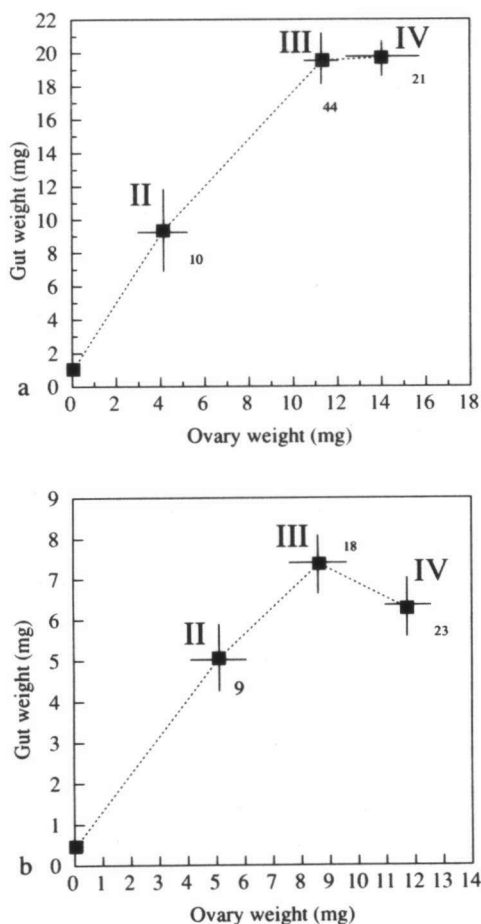 22
20
18
16
14
12
10
8
6
4
2
0
Gut weight (mg)
II
10
III
44
IV
21
a
0 2 4 6 8 10 12 14 16 18
Ovary weight (mg)
9
8
7
6
5
4
3
2
1
0
Gut weight (mg)
II
9
III
18
IV
23
b
0 1 2 3 4 5 6 7 8 9 10 11 12 13 14
Ovary weight (mg)